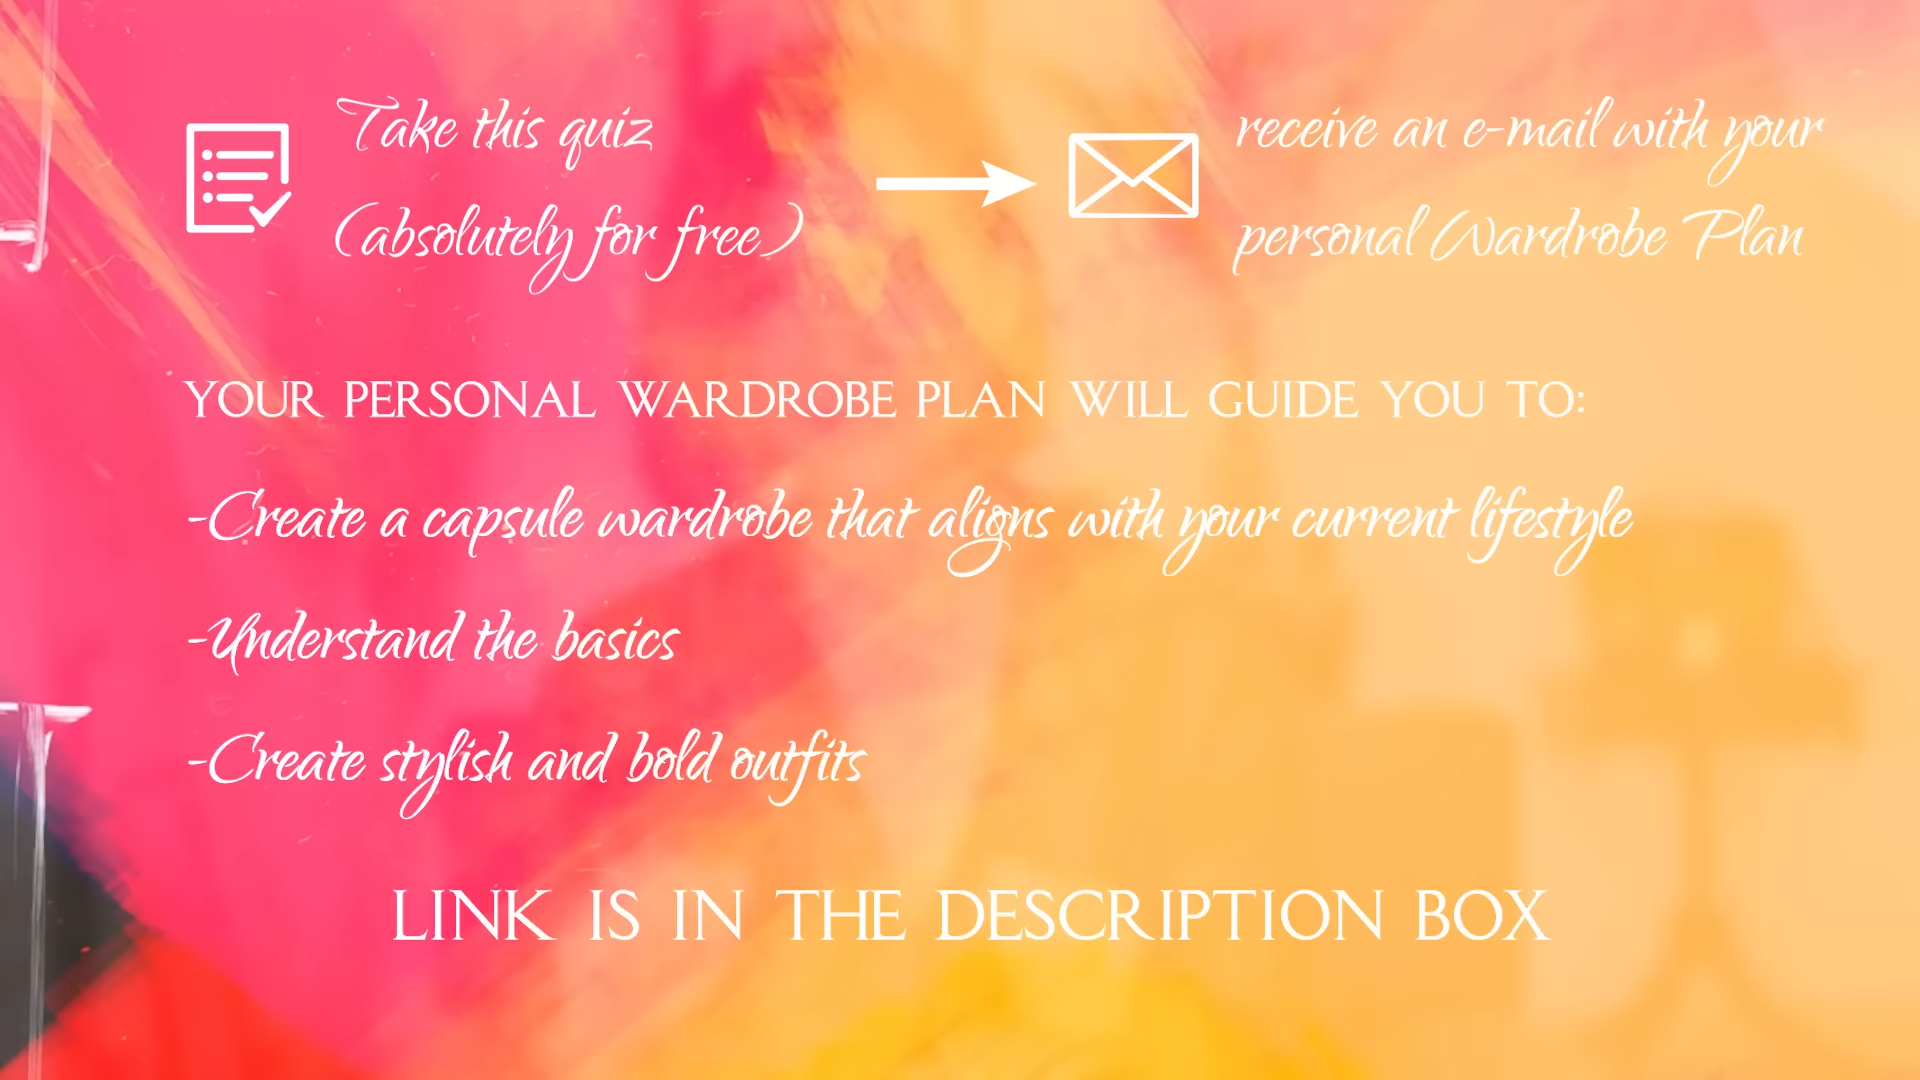 Take this quiz
(absolutely for free)
receive an e-mail with your
personal Wardrobe Plan
YOUR PERSONAL WARDROBE PLAN WILL GUIDE YOU TO:
-Create a capsule wardrobe that aligns with your current lifestyle
-Understand the basics
-Create stylish and bold outfits
LINK IS IN THE DESCRIPTION BOX